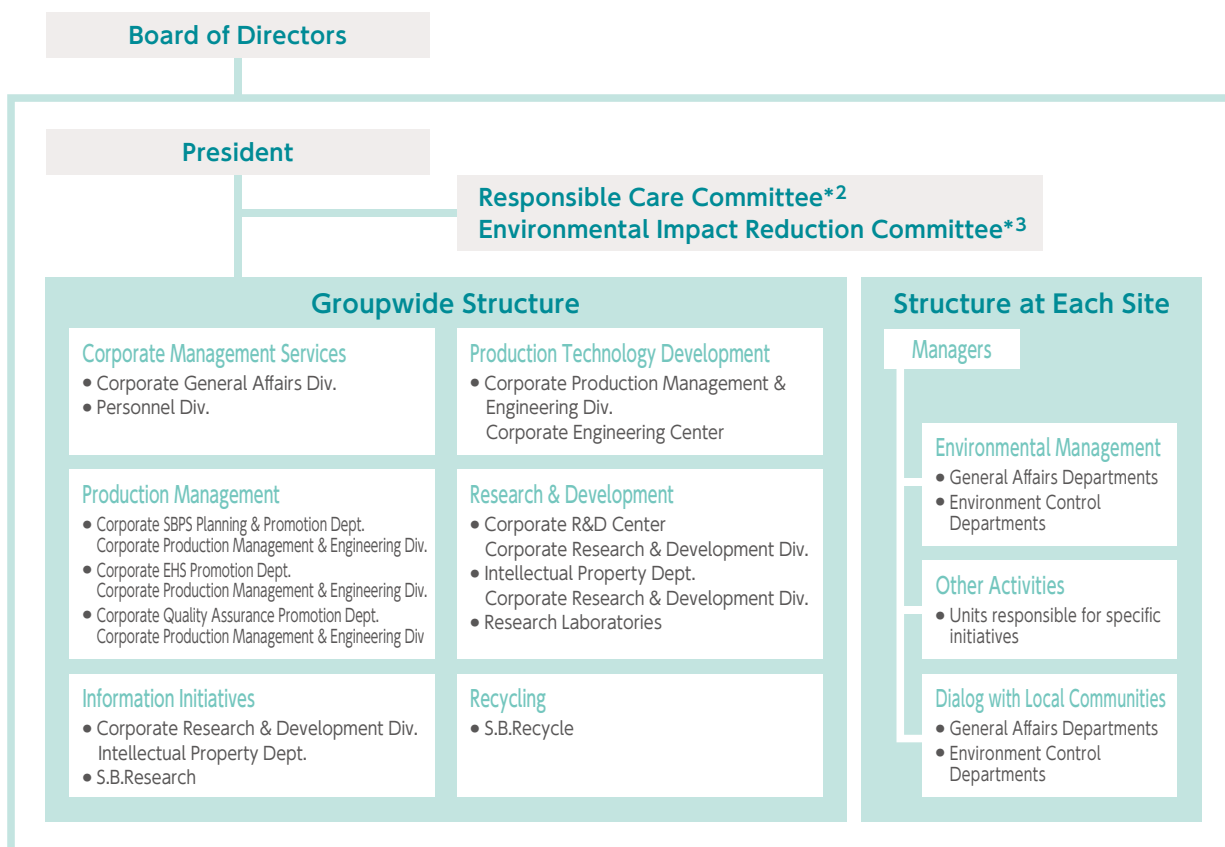 Board of Directors
President
Responsible Care Committee*2
Environmental Impact Reduction Committee*3
Groupwide Structure
Corporate Management Services
• Corporate General Affairs Div.
• Personnel Div.
Production Technology Development
• Corporate Production Management &
Engineering Div.
Corporate Engineering Center
Production Management
• Corporate SBPS Planning & Promotion Dept.
Corporate Production Management & Engineering Div.
• Corporate EHS Promotion Dept.
Corporate Production Management & Engineering Div.
• Corporate Quality Assurance Promotion Dept.
Corporate Production Management & Engineering Div
Research & Development
• Corporate R&D Center
Corporate Research & Development Div.
• Intellectual Property Dept.
Corporate Research & Development Div.
• Research Laboratories
Information Initiatives
• Corporate Research & Development Div.
Intellectual Property Dept.
• S.B.Research
Recycling
• S.B.Recycle
Structure at Each Site
Managers
Environmental Management
• General Affairs Departments
• Environment Control
Departments
Other Activities
• Units responsible for specific
initiatives
Dialog with Local Communities
• General Affairs Departments
• Environment Control
Departments